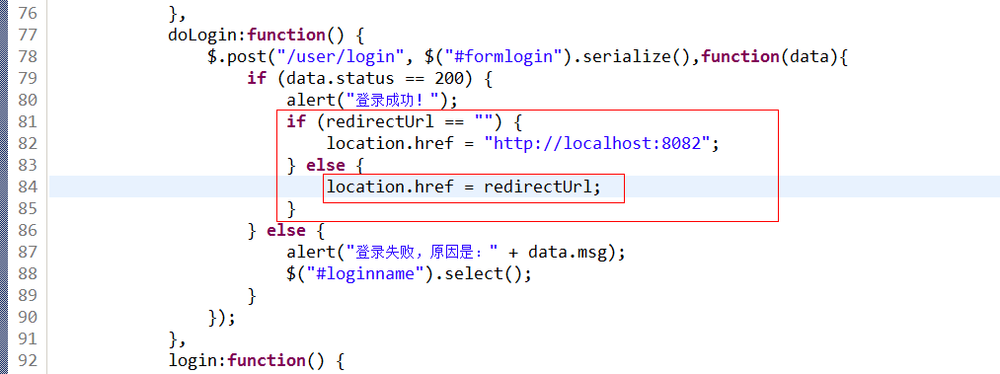 76 },
77 doLogin:function() {
78 $.post("/user/login", $("#formlogin").serialize(),function(data){
79 if (data.status == 200) {
80 alert("登录成功！");
81 if (redirectUrl == "") {
82 location.href = "http://localhost:8082";
83 } else {
84 location.href = redirectUrl;
85 }
86 } else {
87 alert("登录失败，原因是：" + data.msg);
88 $("#loginname").select();
89 }
90 });
91 },
92 login:function() {